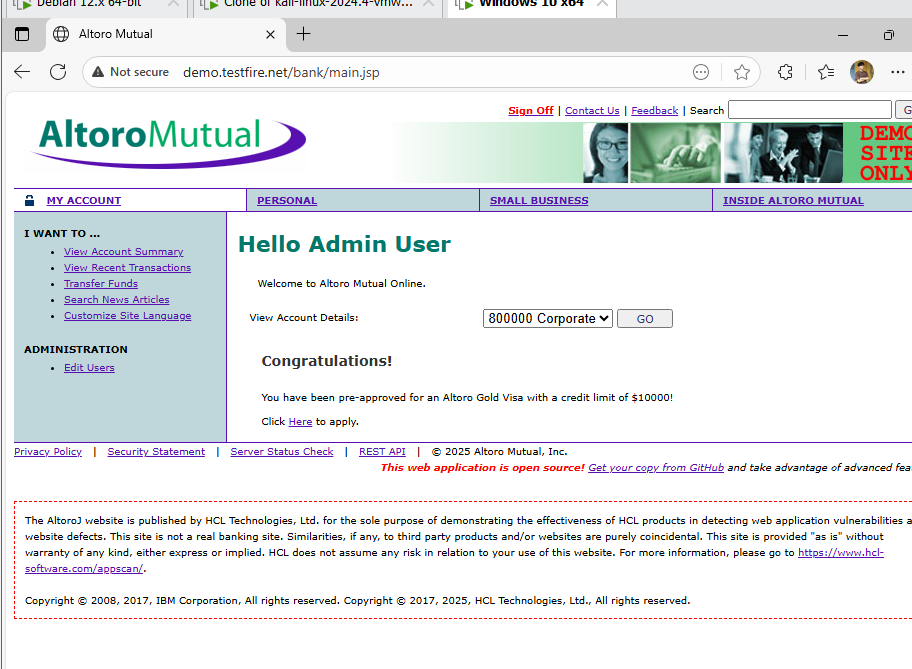 Debian 12.x 64-bit
Clone of kali-linux-2024.4-vmw...
Windows 10 x64
Altoro Mutual
Not secure demo.testfire.net/bank/main.jsp
Sign Off | Contact Us | Feedback | Search
AltoroMutual
DEMO
SITE
ONLY
MY ACCOUNT PERSONAL SMALL BUSINESS INSIDE ALTORO MUTUAL
I WANT TO ...
View Account Summary
View Recent Transactions
Transfer Funds
Search News Articles
Customize Site Language
ADMINISTRATION
Edit Users
Hello Admin User
Welcome to Altoro Mutual Online.
View Account Details: 800000 Corporate GO
Congratulations!
You have been pre-approved for an Altoro Gold Visa with a credit limit of $10000!
Click Here to apply.
Privacy Policy | Security Statement | Server Status Check | REST API | © 2025 Altoro Mutual, Inc.
This web application is open source! Get your copy from GitHub and take advantage of advanced fea
The AltoroJ website is published by HCL Technologies, Ltd. for the sole purpose of demonstrating the effectiveness of HCL products in detecting web application vulnerabilities a
website defects. This site is not a real banking site. Similarities, if any, to third party products and/or websites are purely coincidental. This site is provided "as is" without
warranty of any kind, either express or implied. HCL does not assume any risk in relation to your use of this website. For more information, please go to https://www.hcl-
software.com/appscan/.
Copyright © 2008, 2017, IBM Corporation, All rights reserved. Copyright © 2017, 2025, HCL Technologies, Ltd., All rights reserved.